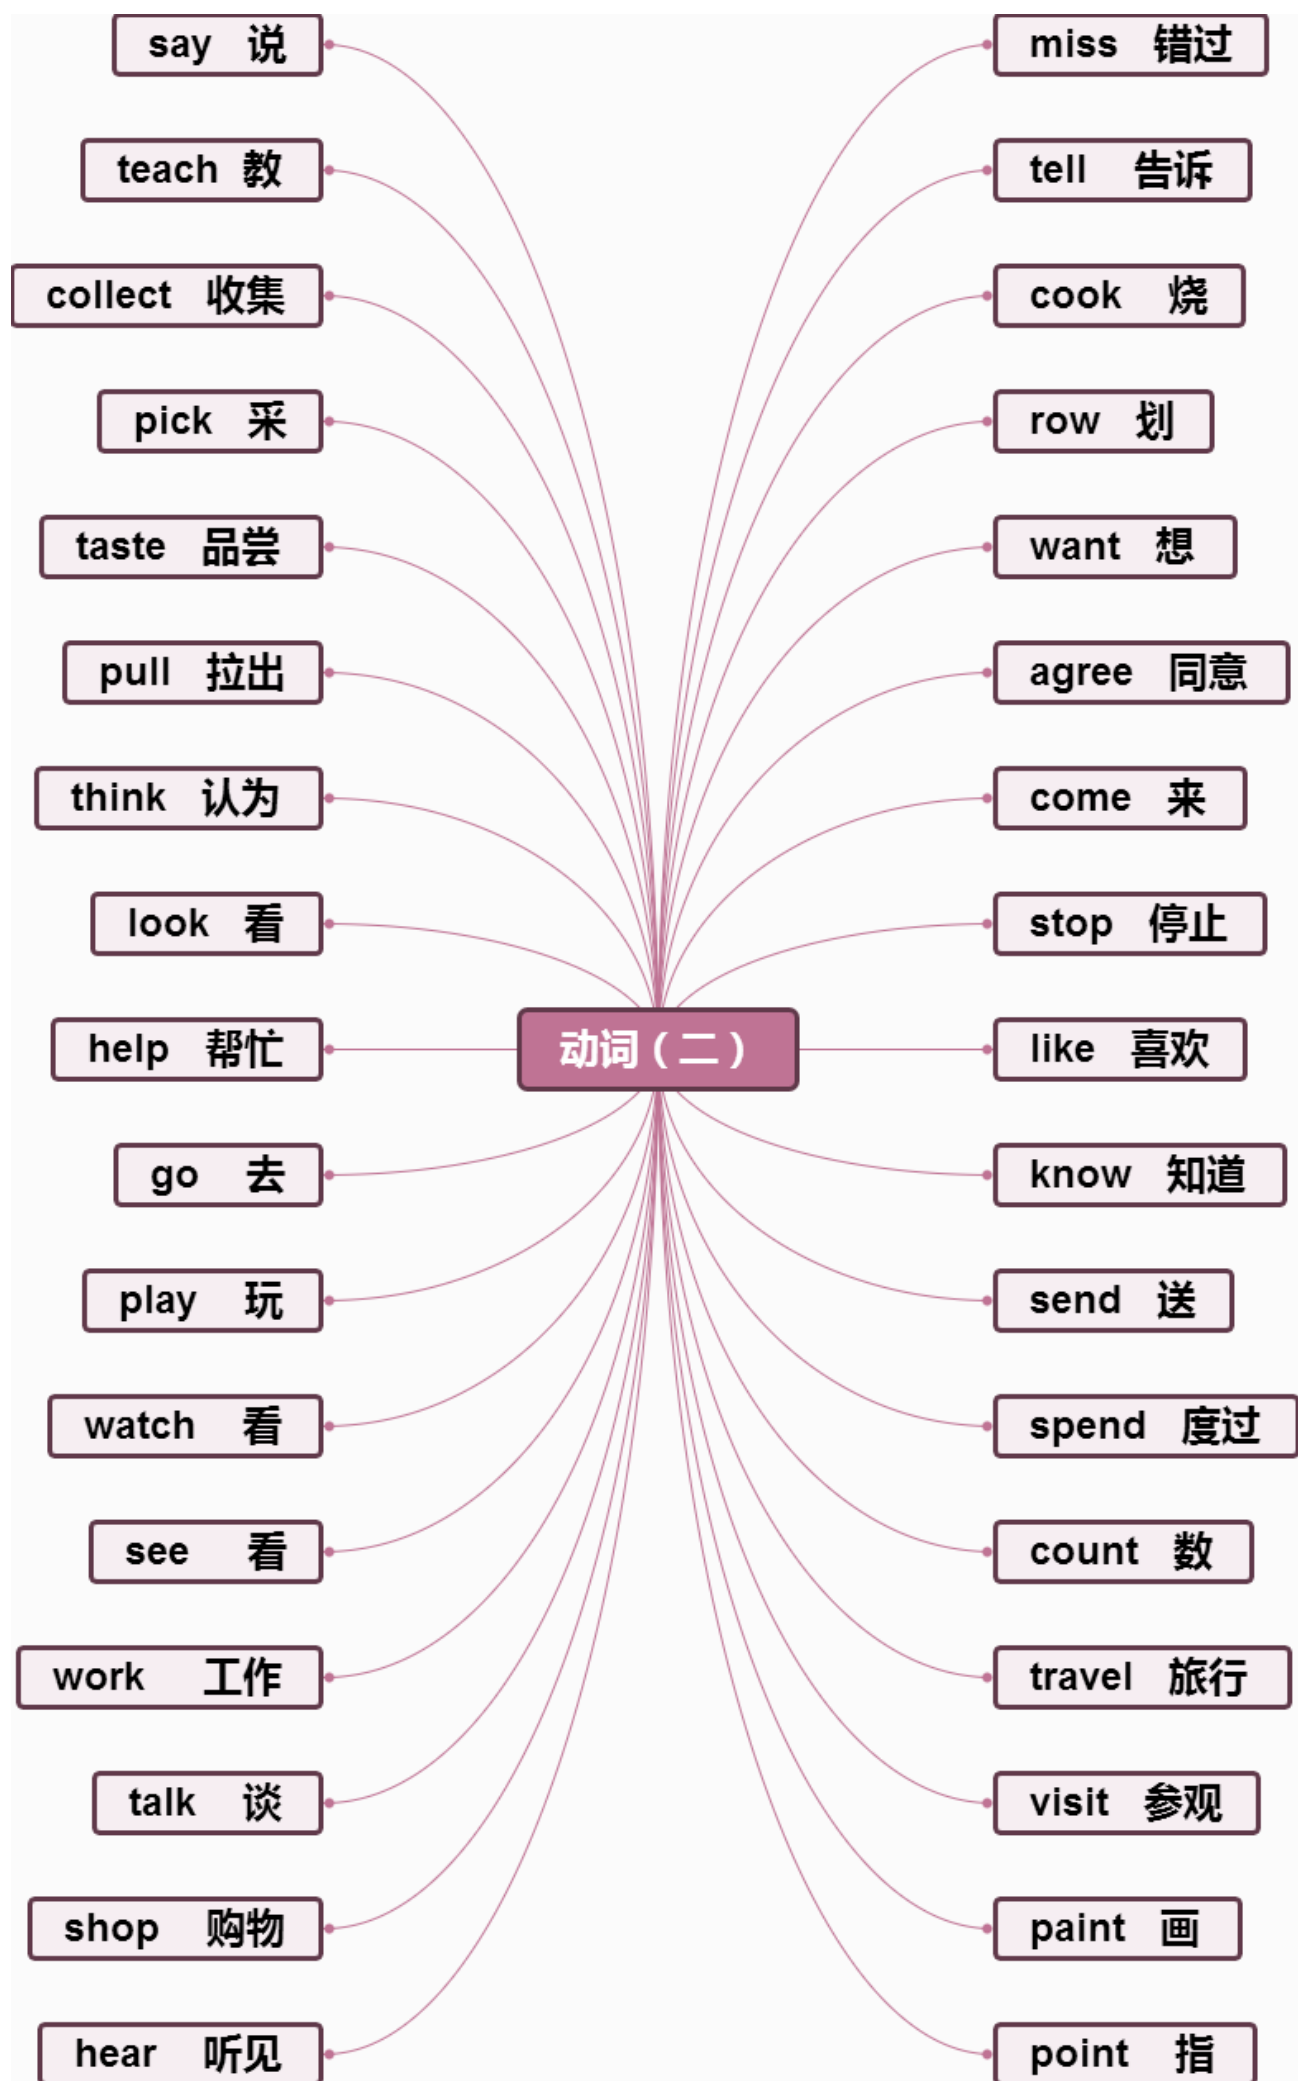 say 说
teach 教
collect 收集
pick 采
taste 品尝
pull 拉出
think 认为
look 看
help 帮忙
go 去
play 玩
watch 看
see 看
work 工作
talk 谈
shop 购物
hear 听见
动词（二）
miss 错过
tell 告诉
cook 烧
row 划
want 想
agree 同意
come 来
stop 停止
like 喜欢
know 知道
send 送
spend 度过
count 数
travel 旅行
visit 参观
paint 画
point 指